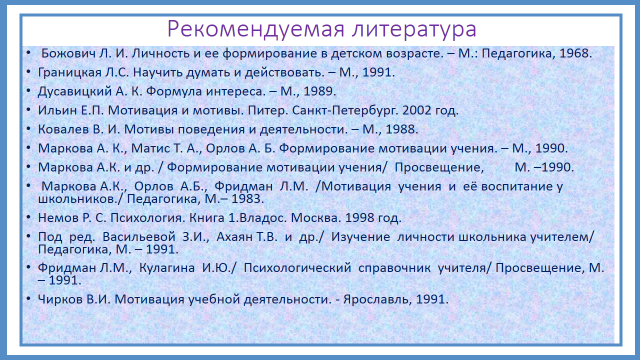 Рекомендуемая литература
• Божович Л. И. Личность и ее формирование в детском возрасте. – М.: Педагогика, 1968.
• Границкая Л.С. Научить думать и действовать. – М., 1991.
• Дусавицкий А. К. Формула интереса. – М., 1989.
• Ильин Е.П. Мотивация и мотивы. Питер. Санкт-Петербург. 2002 год.
• Ковалев В. И. Мотивы поведения и деятельности. – М., 1988.
• Маркова А. К., Матис Т. А., Орлов А. Б. Формирование мотивации учения. – М., 1990.
• Маркова А.К. и др. / Формирование мотивации учения/ Просвещение, М. –1990.
• Маркова А.К., Орлов А.Б., Фридман Л.М. /Мотивация учения и её воспитание у
школьников./ Педагогика, М.– 1983.
• Немов Р. С. Психология. Книга 1.Владос. Москва. 1998 год.
• Под ред. Васильевой З.И., Ахаян Т.В. и др./ Изучение личности школьника учителем/
Педагогика, М. – 1991.
• Фридман Л.М., Кулагина И.Ю./ Психологический справочник учителя/ Просвещение, М.
– 1991.
• Чирков В.И. Мотивация учебной деятельности. - Ярославль, 1991.